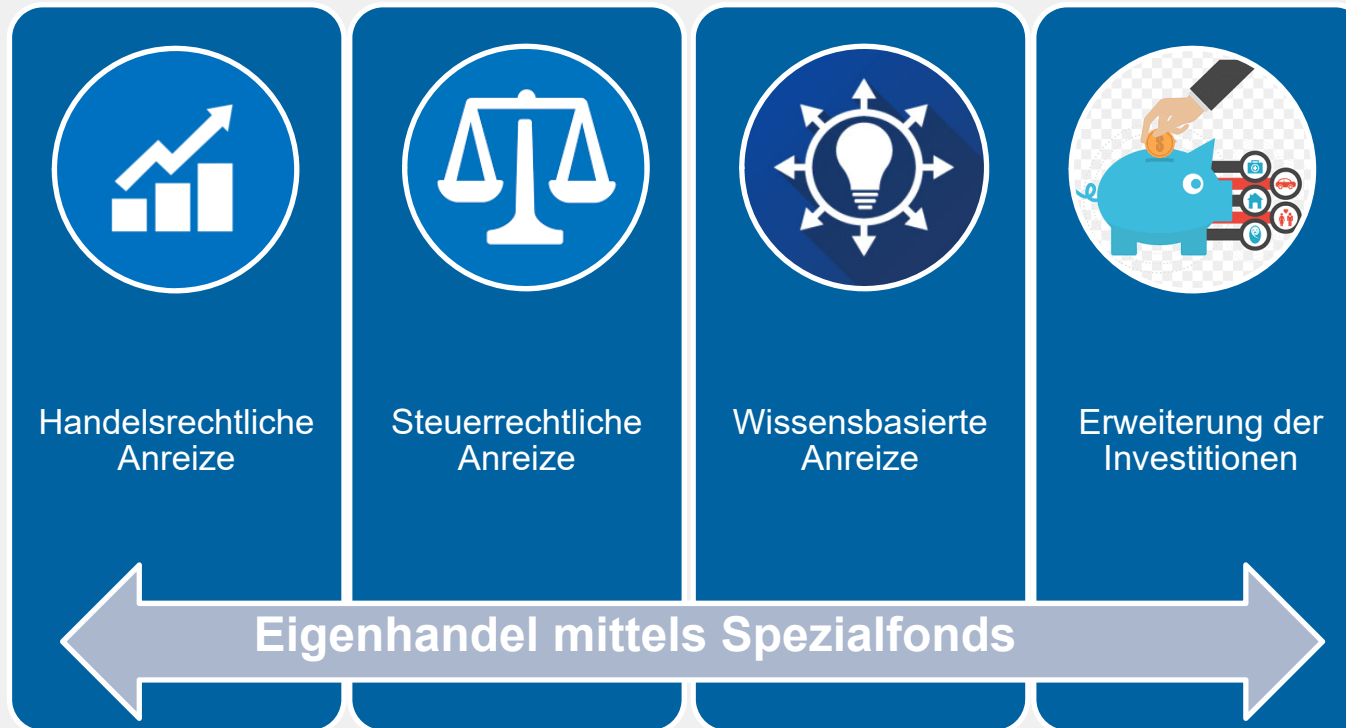 Handelsrechtliche
Anreize
Steuerrechtliche
Anreize
Wissensbasierte
Anreize
Erweiterung der
Investitionen
Eigenhandel mittels Spezialfonds